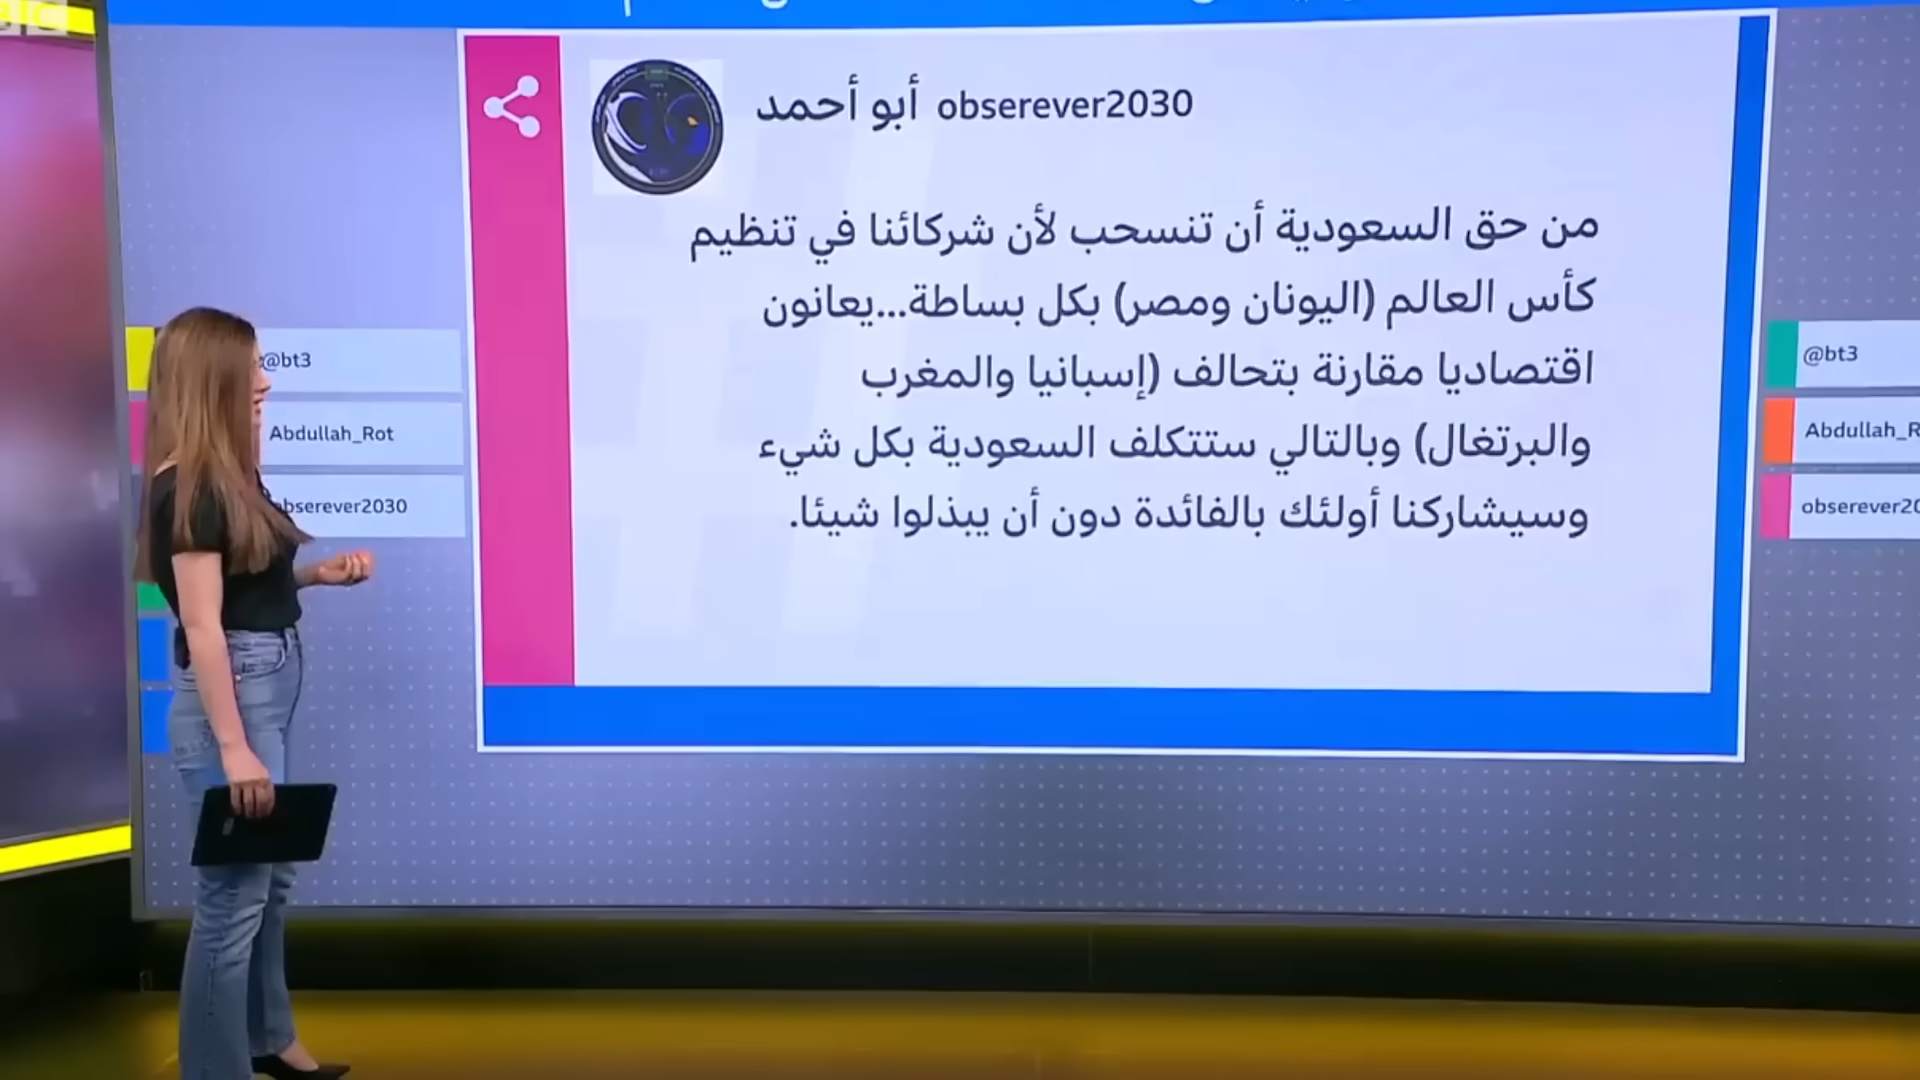 أبو أحمد obserever2030
من حق السعودية أن تنسحب لأن شركائنا في تنظيم
كأس العالم (اليونان ومصر) بكل بساطة...يعانون
اقتصاديا مقارنة بتحالف (إسبانيا والمغرب
والبرتغال) وبالتالي ستتكلف السعودية بكل شيء
وسيشاركنا أولئك بالفائدة دون أن يبذلوا شيئا.
@bt3
Abdullah_Rot
obserever2030
@bt3
Abdullah_R
obserever20